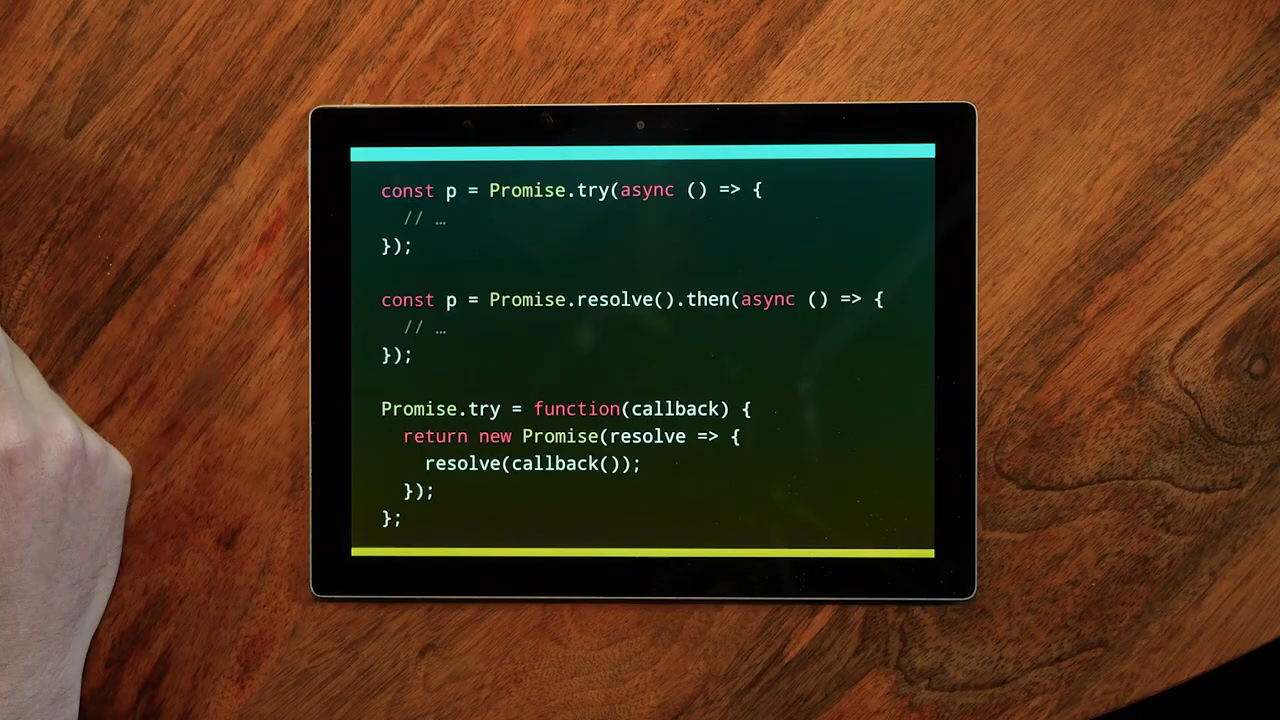 const p = Promise.try(async () => {
  // …
});
const p = Promise.resolve().then(async () => {
  // …
});
Promise.try = function(callback) {
  return new Promise(resolve => {
    resolve(callback());
  });
};